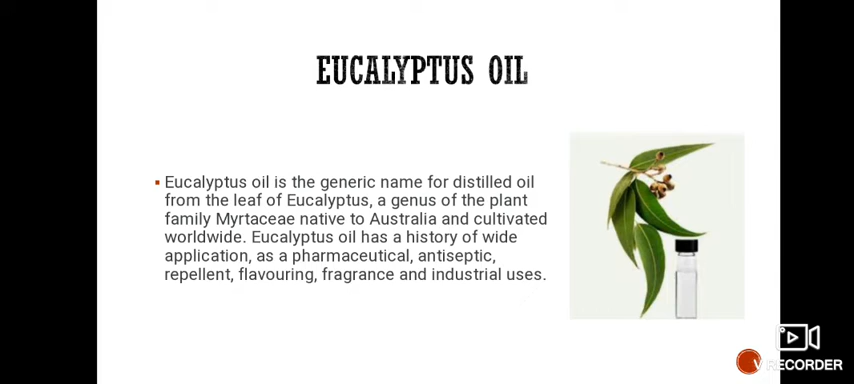 EUCALYPTUS OIL
Eucalyptus oil is the generic name for distilled oil
from the leaf of Eucalyptus, a genus of the plant
family Myrtaceae native to Australia and cultivated
worldwide. Eucalyptus oil has a history of wide
application, as a pharmaceutical, antiseptic,
repellent, flavouring, fragrance and industrial uses.
V RECORDER